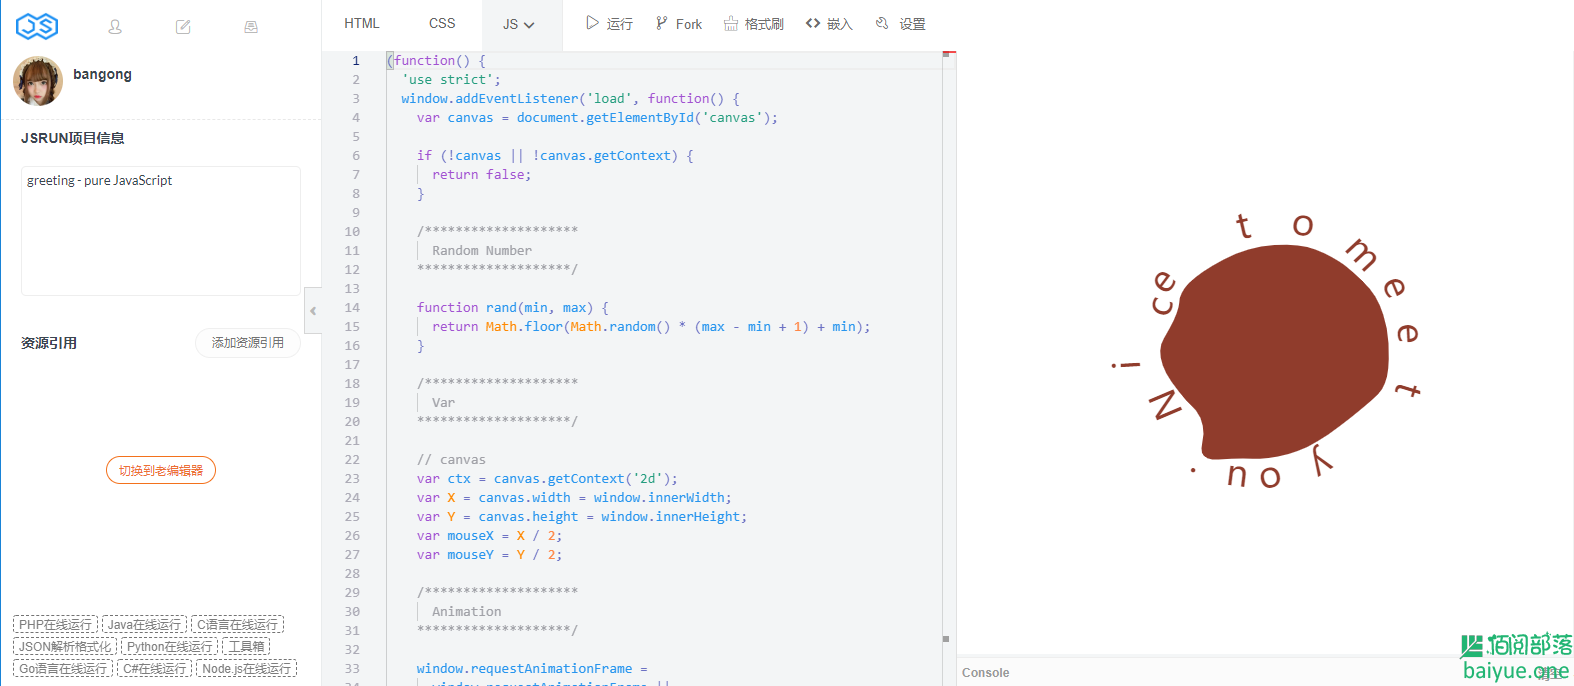 JS
HTML
CSS
JS
运行
Fork
格式刷
嵌入
设置
bangong
JSRUN项目信息
greeting - pure JavaScript
资源引用
添加资源引用
切换到老编辑器
PHP在线运行
Java在线运行
C语言在线运行
JSON解析格式化
Python在线运行
工具箱
Go语言在线运行
C#在线运行
Node.js在线运行
1 (function() {
2 'use strict';
3 window.addEventListener('load', function() {
4 var canvas = document.getElementById('canvas');
5
6 if (!canvas || !canvas.getContext) {
7 return false;
8 }
9
10 /********************
11 Random Number
12 ********************/
13
14 function rand(min, max) {
15 return Math.floor(Math.random() * (max - min + 1) + min);
16 }
17
18 /********************
19 Var
20 ********************/
21
22 // canvas
23 var ctx = canvas.getContext('2d');
24 var X = canvas.width = window.innerWidth;
25 var Y = canvas.height = window.innerHeight;
26 var mouseX = X / 2;
27 var mouseY = Y / 2;
28
29 /********************
30 Animation
31 ********************/
32
33 window.requestAnimationFrame =
window.requestAnimationFrame ||
Nice to meet you.
Console
佰阅部落
baiyue.one